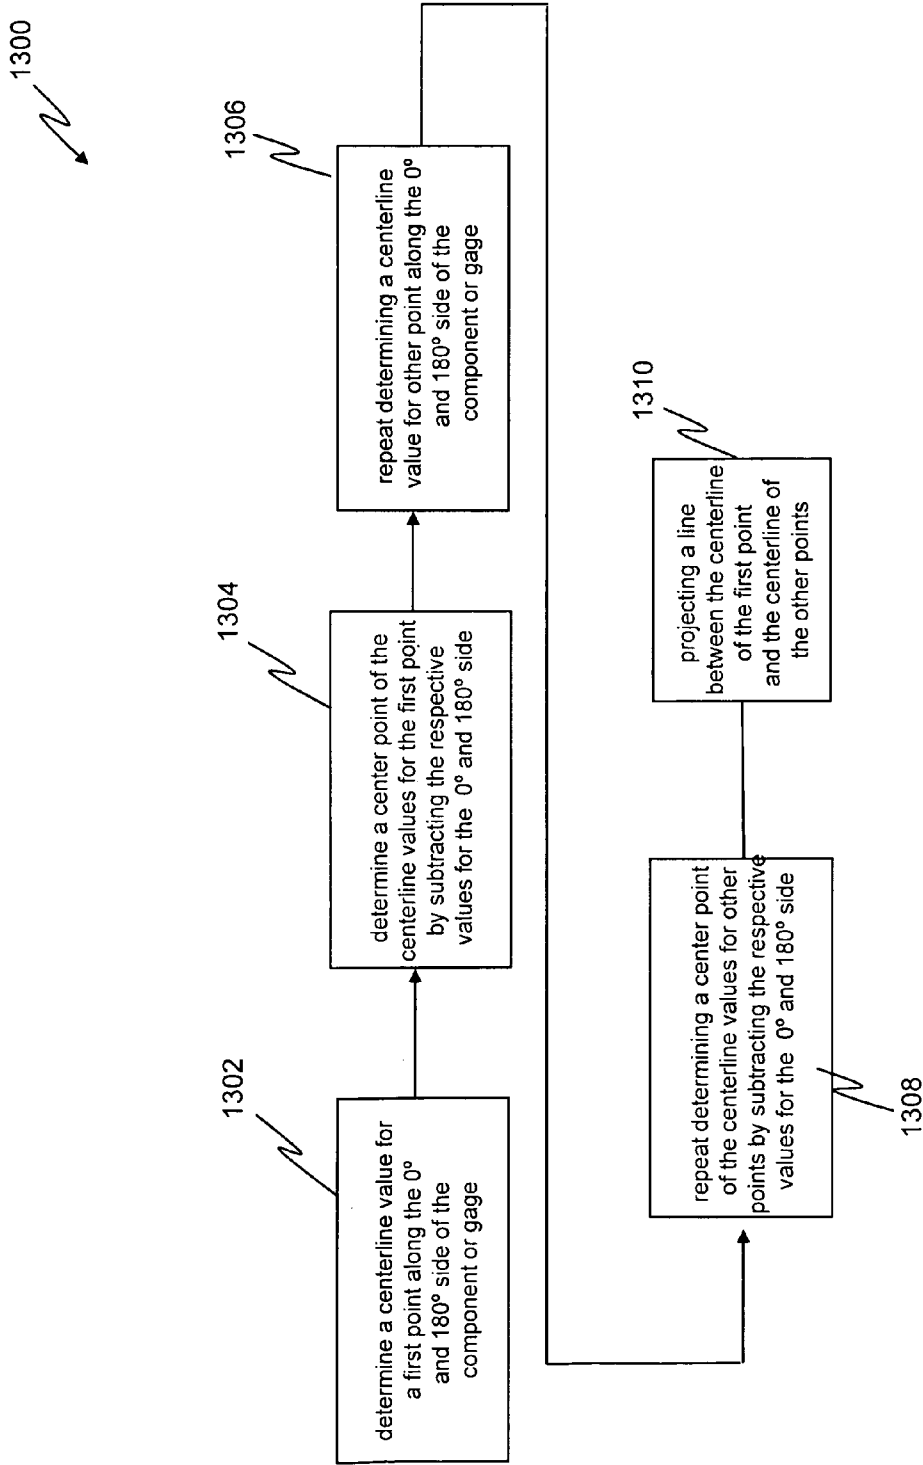 1300
1302
determine a centerline value for
a first point along the 0º
and 180º side of the
component or gage
1304
determine a center point of the
centerline values for the first point
by subtracting the respective
values for the 0º and 180º side
1306
repeat determining a centerline
value for other point along the 0º
and 180º side of the
component or gage
1308
repeat determining a center point
of the centerline values for other
points by subtracting the respective
values for the 0º and 180º side
1310
projecting a line
between the centerline
of the first point
and the centerline of
the other points